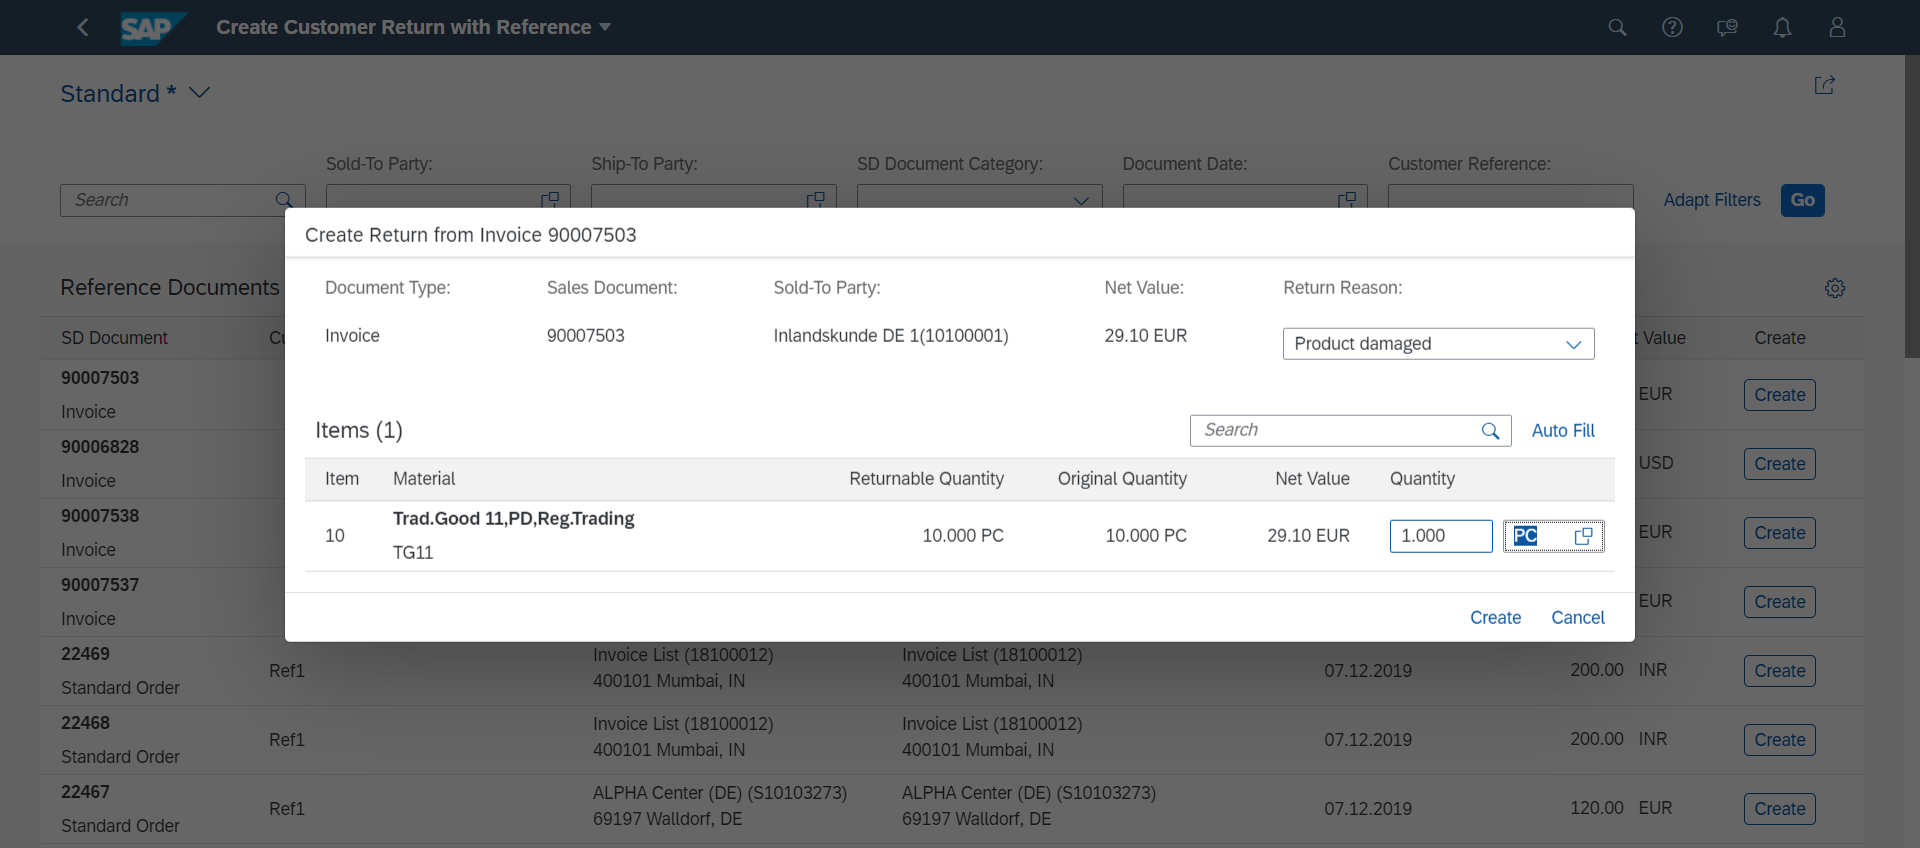 SAP Create Customer Return with Reference
Standard *
Sold-To Party: Ship-To Party: SD Document Category: Document Date: Customer Reference:
Search Adapt Filters Go
Create Return from Invoice 90007503
Document Type: Sales Document: Sold-To Party: Net Value: Return Reason:
Invoice 90007503 Inlandskunde DE 1(10100001) 29.10 EUR Product damaged
Items (1) Search Auto Fill
Item Material Returnable Quantity Original Quantity Net Value Quantity
10 Trad.Good 11,PD,Reg.Trading 10.000 PC 10.000 PC 29.10 EUR 1.000 PC
TG11
Create Cancel
Reference Documents
SD Document Value Create
90007503
Invoice EUR Create
90006828
Invoice USD Create
90007538
Invoice EUR Create
90007537
Invoice EUR Create
22469 Invoice List (18100012) Invoice List (18100012)
Ref1 07.12.2019 200.00 INR Create
Standard Order 400101 Mumbai, IN 400101 Mumbai, IN
22468 Invoice List (18100012) Invoice List (18100012)
Ref1 07.12.2019 200.00 INR Create
Standard Order 400101 Mumbai, IN 400101 Mumbai, IN
22467 ALPHA Center (DE) (S10103273) ALPHA Center (DE) (S10103273)
Ref1 07.12.2019 120.00 EUR Create
Standard Order 69197 Walldorf, DE 69197 Walldorf, DE